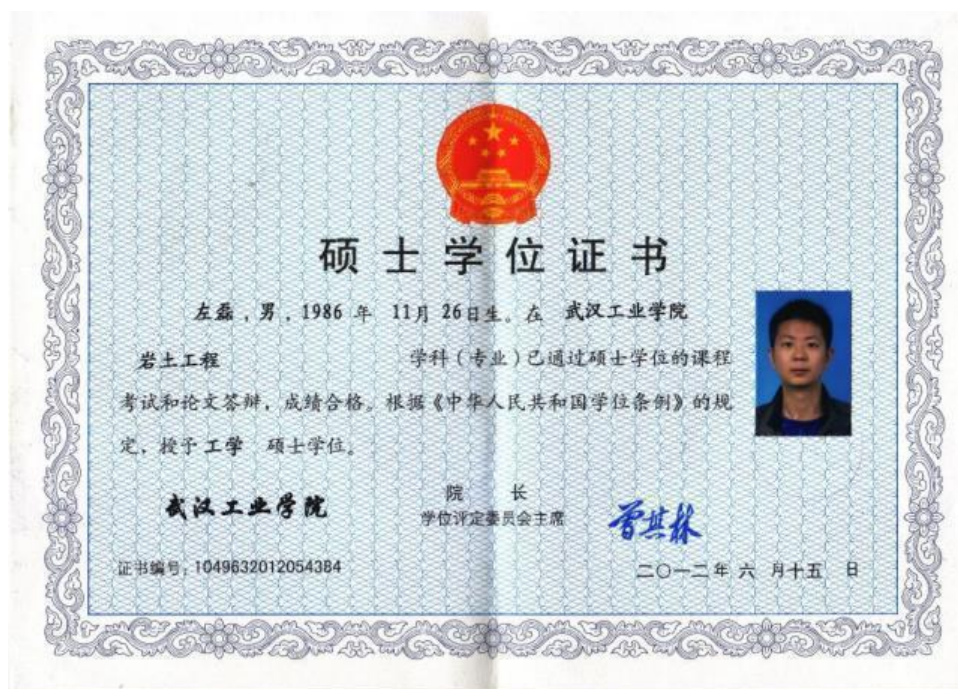 硕士学位证书
左磊，男，1986 年 11月 26日生。在 武汉工业学院
岩土工程 学科（专业）已通过硕士学位的课程
考试和论文答辩，成绩合格。根据《中华人民共和国学位条例》的规
定，授予 工学 硕士学位。
武汉工业学院
院 长
学位评定委员会主席
曾其林
证书编号：1049632012054384
二〇一二年 六 月十五 日